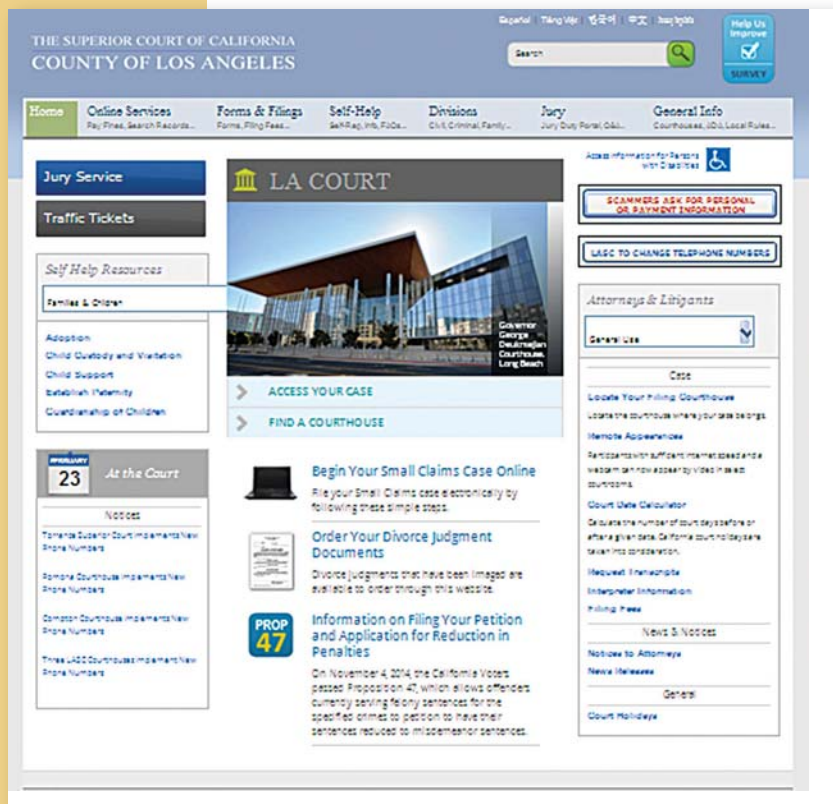 Español | Tiếng Việt | 한국어 | 中文 |
Help Us
Improve
SURVEY
THE SUPERIOR COURT OF CALIFORNIA
COUNTY OF LOS ANGELES
Search
Home
Online Services
Pay Fines, Search Records...
Forms & Filings
Forms, Filing Fees...
Self-Help
Self-Rep, Info, FAQs...
Divisions
Civil, Criminal, Family...
Jury
Jury Duty Portal, Q&A...
General Info
Courthouses, ADA, Local Rules...
Jury Service
Traffic Tickets
Self Help Resources
Families & Children
Adoption
Child Custody and Visitation
Child Support
Establish Paternity
Guardianship of Children
FEBRUARY
23
At the Court
Notices
Torrance Superior Court Implements New
Phone Numbers
Pomona Courthouse Implements New
Phone Numbers
Compton Courthouse Implements New
Phone Numbers
Three LASC Courthouses Implement New
Phone Numbers
LA COURT
Governor
George
Deukmejian
Courthouse,
Long Beach
ACCESS YOUR CASE
FIND A COURTHOUSE
Begin Your Small Claims Case Online
File your Small Claims case electronically by
following these simple steps.
Order Your Divorce Judgment
Documents
Divorce Judgments that have been imaged are
available to order through this website.
PROP
47
Information on Filing Your Petition
and Application for Reduction in
Penalties
On November 4, 2014, the California Voters
passed Proposition 47, which allows offenders
currently serving felony sentences for the
specified crimes to petition to have their
sentences reduced to misdemeanor sentences.
Access Information for Persons
with Disabilities
SCAMMERS ASK FOR PERSONAL
OR PAYMENT INFORMATION
LASC TO CHANGE TELEPHONE NUMBERS
Attorneys & Litigants
General Use
Case
Locate Your Filing Courthouse
Locate the courthouse where your case belongs.
Remote Appearances
Participants with sufficient internet speed and a
webcam can now appear by video in select
courtrooms.
Court Date Calculator
Calculate the number of court days before or
after a given date. California court holidays are
taken into consideration.
Request Transcripts
Interpreter Information
Filing Fees
News & Notices
Notices to Attorneys
News Releases
General
Court Holidays